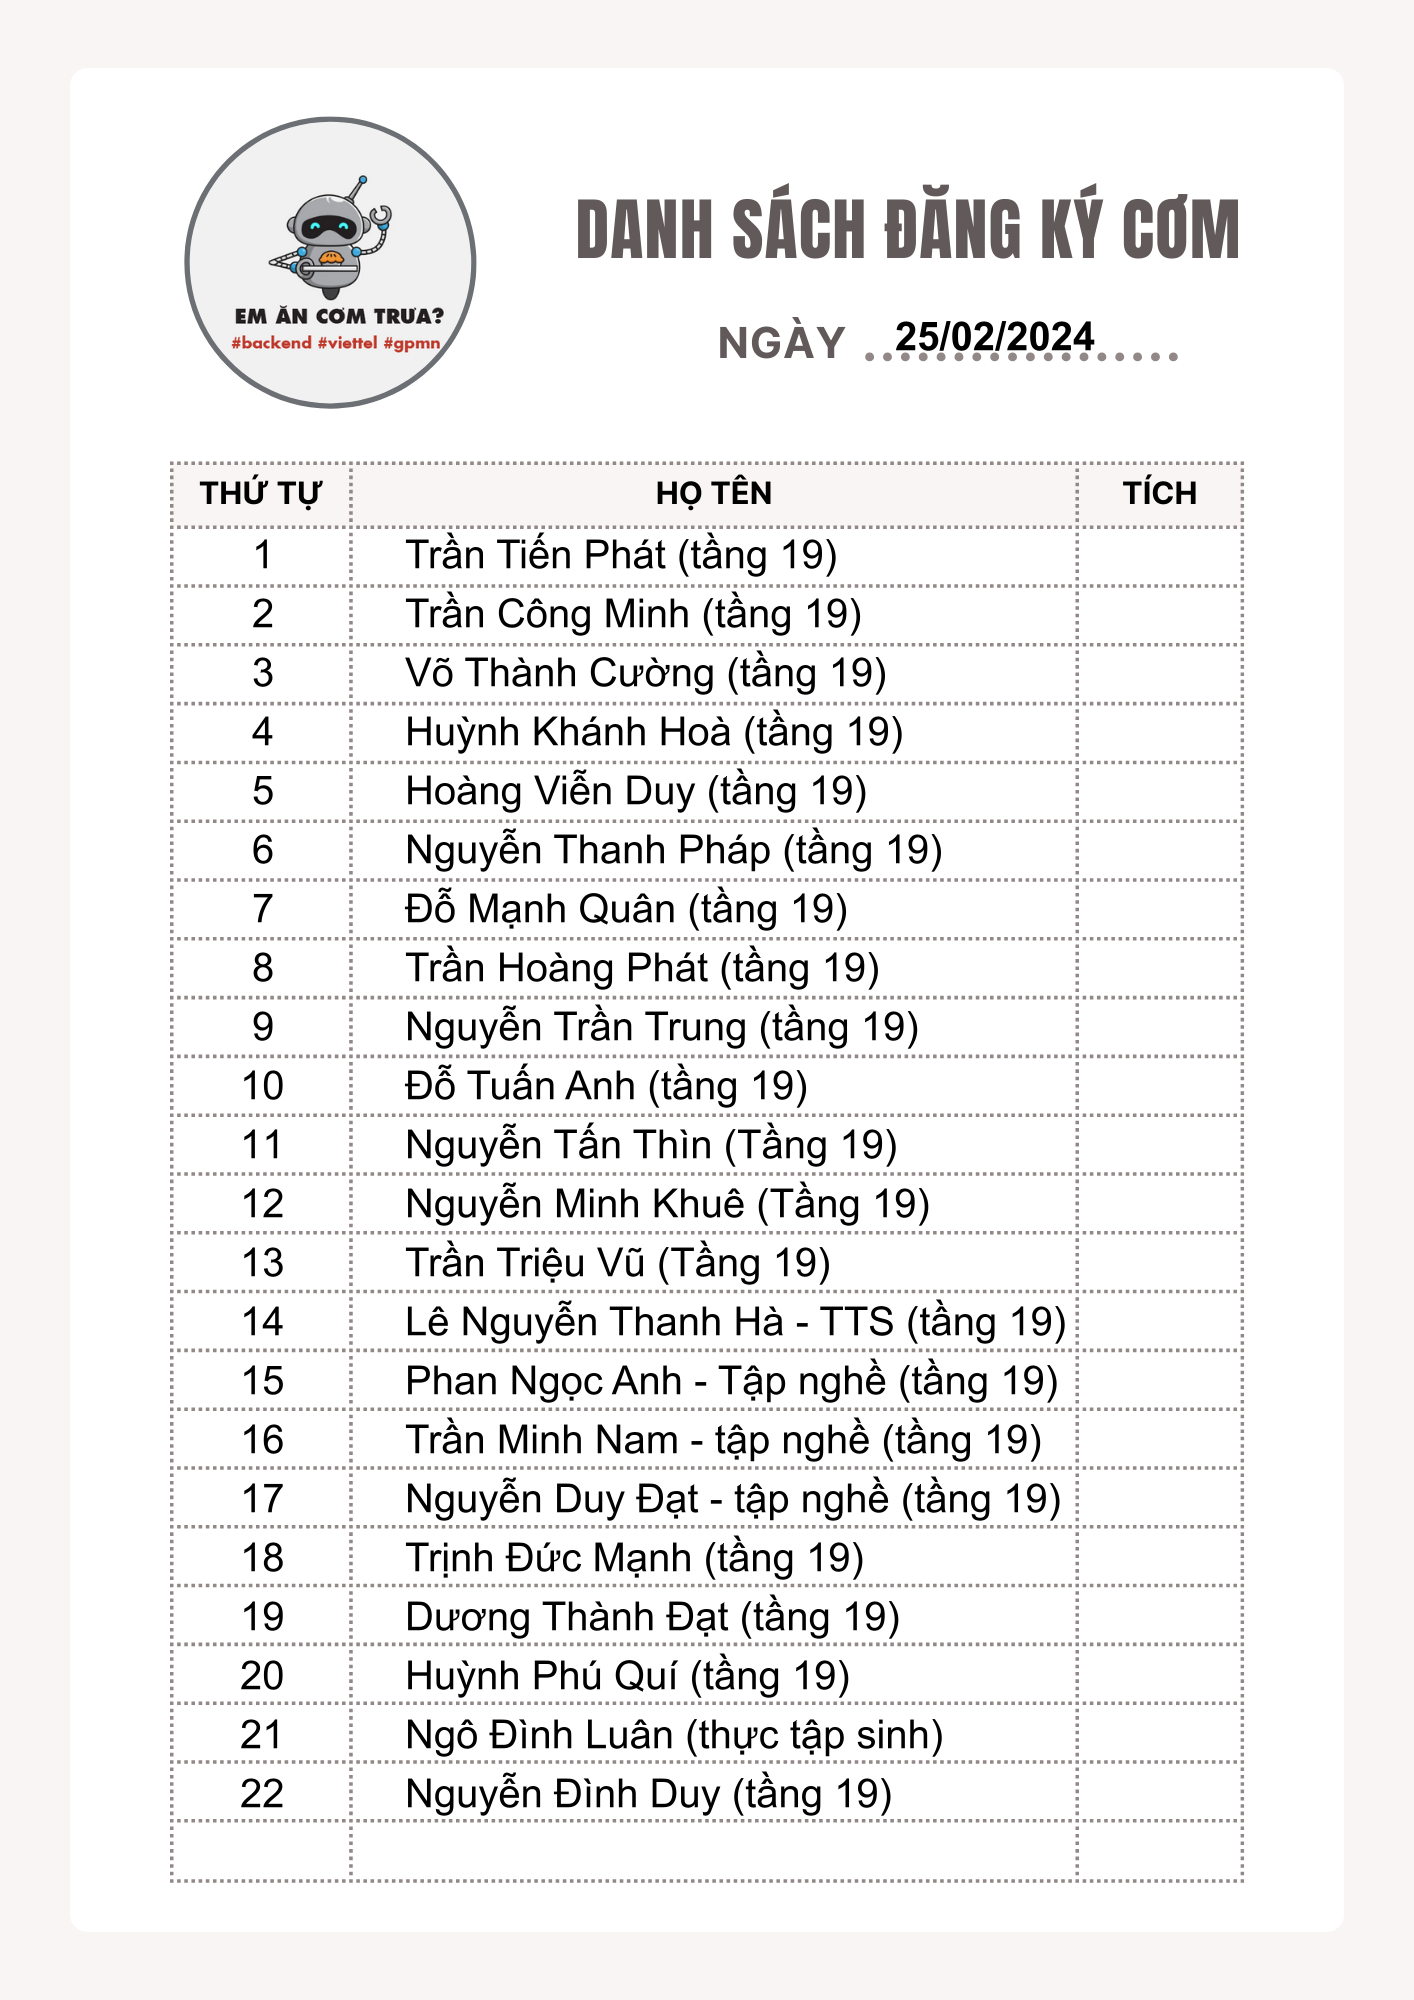 EM ĂN CƠM TRƯA?
#backend #viettel #gpmn
DANH SÁCH ĐĂNG KÝ CƠM
NGÀY 25/02/2024
THỨ TỰ HỌ TÊN TÍCH
1 Trần Tiến Phát (tầng 19)
2 Trần Công Minh (tầng 19)
3 Võ Thành Cường (tầng 19)
4 Huỳnh Khánh Hoà (tầng 19)
5 Hoàng Viễn Duy (tầng 19)
6 Nguyễn Thanh Pháp (tầng 19)
7 Đỗ Mạnh Quân (tầng 19)
8 Trần Hoàng Phát (tầng 19)
9 Nguyễn Trần Trung (tầng 19)
10 Đỗ Tuấn Anh (tầng 19)
11 Nguyễn Tấn Thìn (Tầng 19)
12 Nguyễn Minh Khuê (Tầng 19)
13 Trần Triệu Vũ (Tầng 19)
14 Lê Nguyễn Thanh Hà - TTS (tầng 19)
15 Phan Ngọc Anh - Tập nghề (tầng 19)
16 Trần Minh Nam - tập nghề (tầng 19)
17 Nguyễn Duy Đạt - tập nghề (tầng 19)
18 Trịnh Đức Mạnh (tầng 19)
19 Dương Thành Đạt (tầng 19)
20 Huỳnh Phú Quí (tầng 19)
21 Ngô Đình Luân (thực tập sinh)
22 Nguyễn Đình Duy (tầng 19)